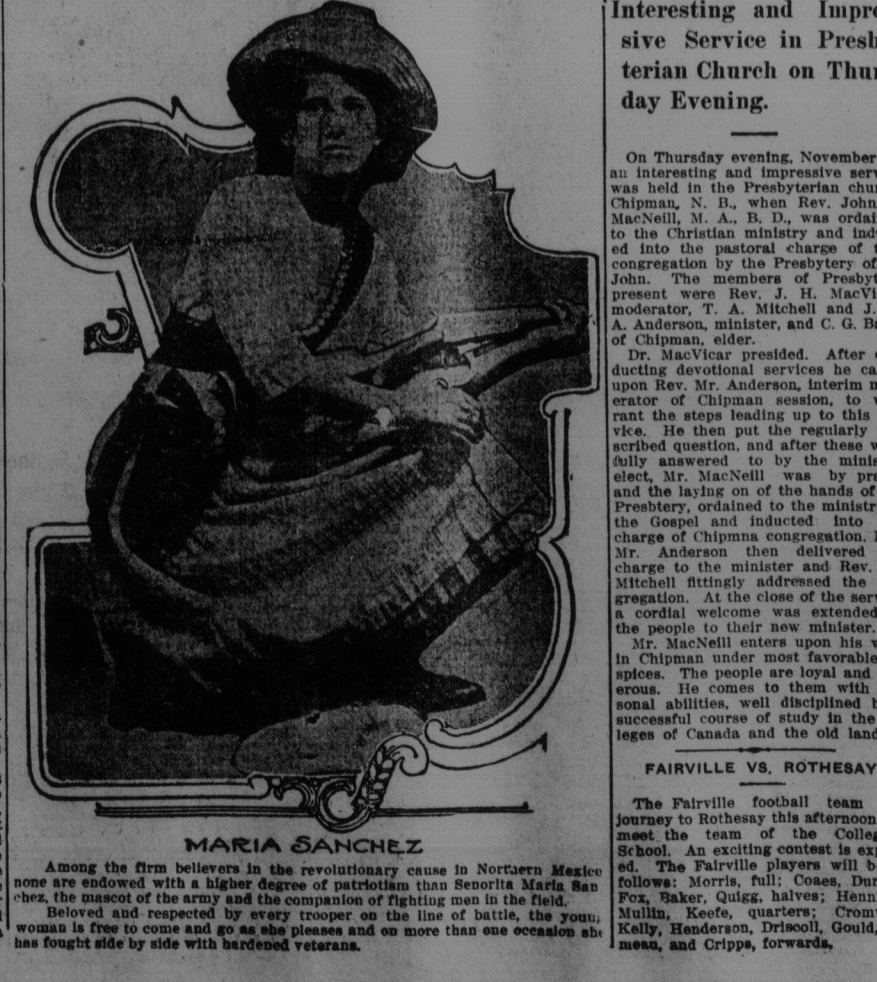 MARIA SANCHEZ
Among the firm believers in the revolutionary cause in Northern Mexico
none are endowed with a higher degree of patriotism than Senorita Maria San
chez, the mascot of the army and the companion of fighting men in the field.
Beloved and respected by every trooper on the line of battle, the youn
woman is free to come and go as she pleases and on more than one occasion she
has fought side by side with hardened veterans.
Interesting and Impre
sive Service in Presb
terian Church on Thur
day Evening.
On Thursday evening, November
an interesting and impressive serv
was held in the Presbyterian chur
Chipman, N. B., when Rev. John
MacNeill, M. A., B. D., was ordai
to the Christian ministry and ind
ed into the pastoral charge of t
congregation by the Presbytery of
John. The members of Presbyt
present were Rev. J. H. MacVi
moderator, T. A. Mitchell and J.
A. Anderson, minister, and C. G. B
of Chipman, elder.
Dr. MacVicar presided. After
ducting devotional services he ca
upon Rev. Mr. Anderson, interim m
erator of Chipman session, to
rant the steps leading up to this
vice. He then put the regularly
scribed question, and after these w
fully answered to by the minis
elect, Mr. MacNeill was by pra
and the laying on of the hands of
Presbtery, ordained to the ministry
the Gospel and inducted into
charge of Chipmna congregation.
Mr. Anderson then delivered
charge to the minister and Rev.
Mitchell fittingly addressed the
gregation. At the close of the serv
a cordial welcome was extended
the people to their new minister.
Mr. MacNeill enters upon his w
in Chipman under most favorable
spices. The people are loyal and
erous. He comes to them with
sonal abilities, well disciplined b
successful course of study in the
leges of Canada and the old land
FAIRVILLE VS. ROTHESAY
The Fairville football team
journey to Rothesay this afternoon
meet the team of the Colleg
School. An exciting contest is exp
ed. The Fairville players will b
follows: Morris, full; Coaes, Dur
Fox, Baker, Quigg, halves; Henn
Mullin, Keefe, quarters; Crom
Kelly, Henderson, Driscoll, Gould,
mean, and Cripps, forwards.